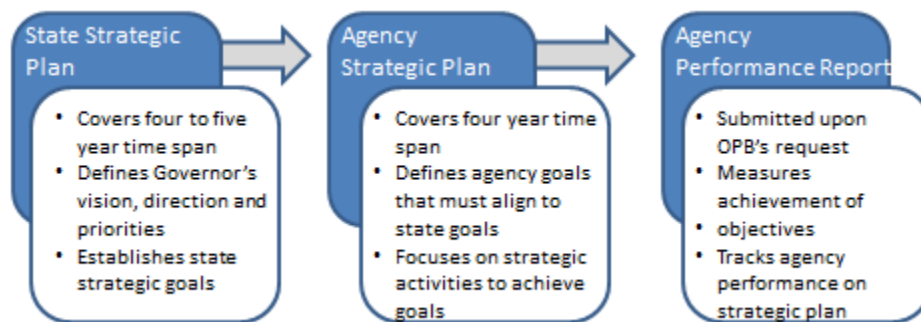 State Strategic
Plan
• Covers four to five
year time span
• Defines Governor's
vision, direction and
priorities
• Establishes state
strategic goals
Agency
Strategic Plan
• Covers four year time
span
• Defines agency goals
that must align to
state goals
• Focuses on strategic
activities to achieve
goals
Agency
Performance Report
• Submitted upon
OPB's request
• Measures
achievement of
• objectives
• Tracks agency
performance on
strategic plan